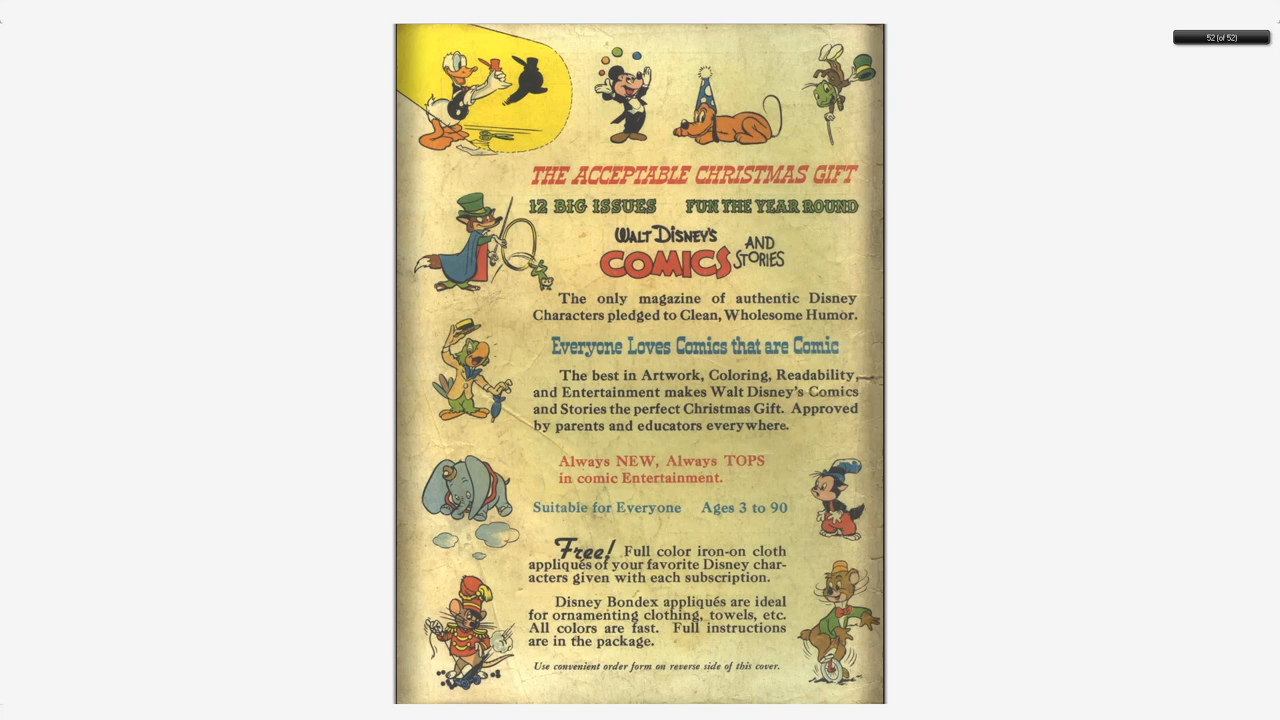 52 (of 52)
THE ACCEPTABLE CHRISTMAS GIFT
12 BIG ISSUES FUN THE YEAR ROUND
WALT DISNEY'S
COMICS AND STORIES
The only magazine of authentic Disney
Characters pledged to Clean, Wholesome Humor.
Everyone Loves Comics that are Comic
The best in Artwork, Coloring, Readability,
and Entertainment makes Walt Disney's Comics
and Stories the perfect Christmas Gift. Approved
by parents and educators everywhere.
Always NEW, Always TOPS
in comic Entertainment.
Suitable for Everyone Ages 3 to 90
Free! Full color iron-on cloth
appliqués of your favorite Disney char-
acters given with each subscription.
Disney Bondex appliqués are ideal
for ornamenting clothing, towels, etc.
All colors are fast. Full instructions
are in the package.
Use convenient order form on reverse side of this cover.